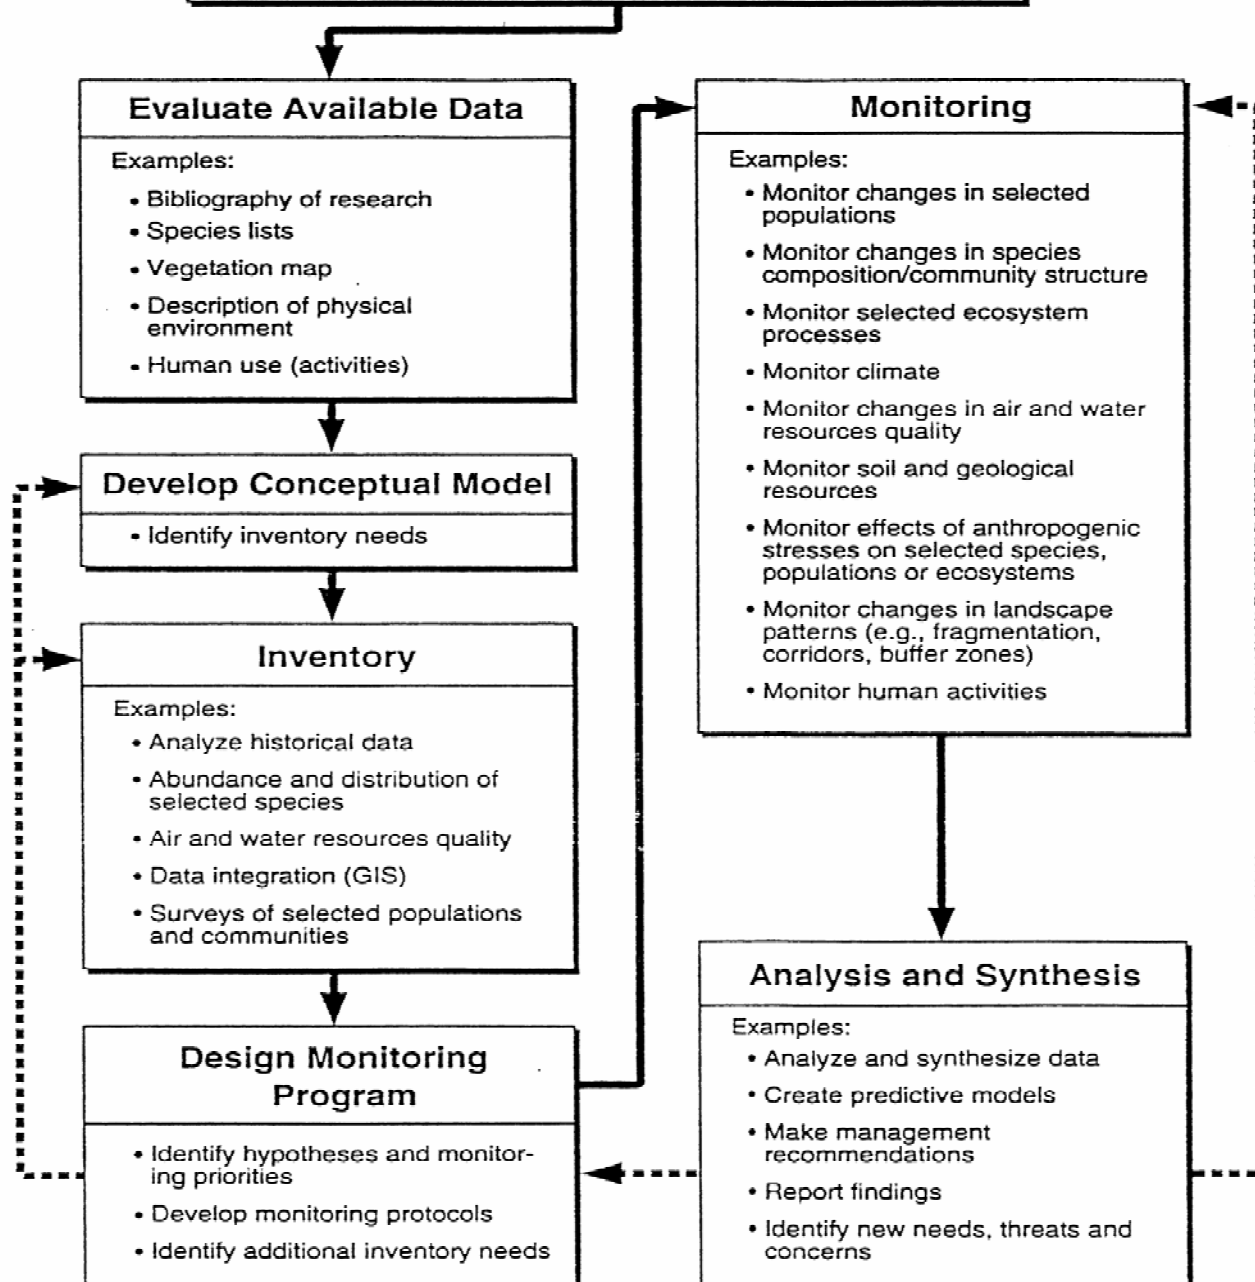 Evaluate Available Data
Examples:
• Bibliography of research
• Species lists
• Vegetation map
• Description of physical
environment
• Human use (activities)
Develop Conceptual Model
• Identify inventory needs
Inventory
Examples:
• Analyze historical data
• Abundance and distribution of
selected species
• Air and water resources quality
• Data integration (GIS)
• Surveys of selected populations
and communities
Design Monitoring
Program
• Identify hypotheses and monitor-
ing priorities
• Develop monitoring protocols
• Identify additional inventory needs
Monitoring
Examples:
• Monitor changes in selected
populations
• Monitor changes in species
composition/community structure
• Monitor selected ecosystem
processes
• Monitor climate
• Monitor changes in air and water
resources quality
• Monitor soil and geological
resources
• Monitor effects of anthropogenic
stresses on selected species,
populations or ecosystems
• Monitor changes in landscape
patterns (e.g., fragmentation,
corridors, buffer zones)
• Monitor human activities
Analysis and Synthesis
Examples:
• Analyze and synthesize data
• Create predictive models
• Make management
recommendations
• Report findings
• Identify new needs, threats and
concerns